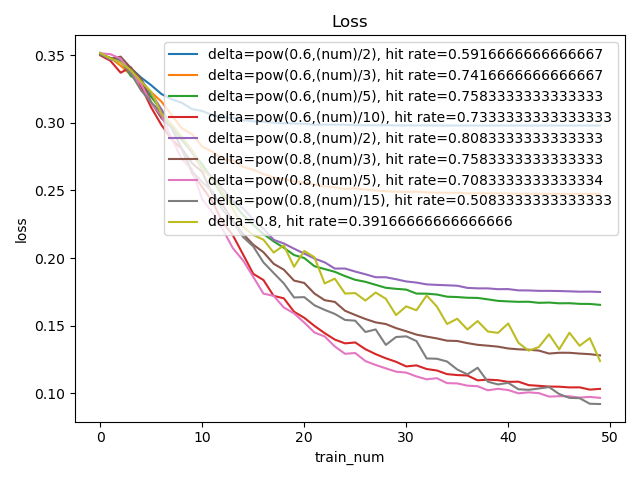 Loss
0.35
0.30
0.25
0.20
0.15
0.10
loss
delta=pow(0.6,(num)/2), hit rate=0.5916666666666667
delta=pow(0.6,(num)/3), hit rate=0.7416666666666667
delta=pow(0.6,(num)/5), hit rate=0.7583333333333333
delta=pow(0.6,(num)/10), hit rate=0.7333333333333333
delta=pow(0.8,(num)/2), hit rate=0.8083333333333333
delta=pow(0.8,(num)/3), hit rate=0.7583333333333333
delta=pow(0.8,(num)/5), hit rate=0.7083333333333334
delta=pow(0.8,(num)/15), hit rate=0.5083333333333333
delta=0.8, hit rate=0.39166666666666666
0 10 20 30 40 50
train_num